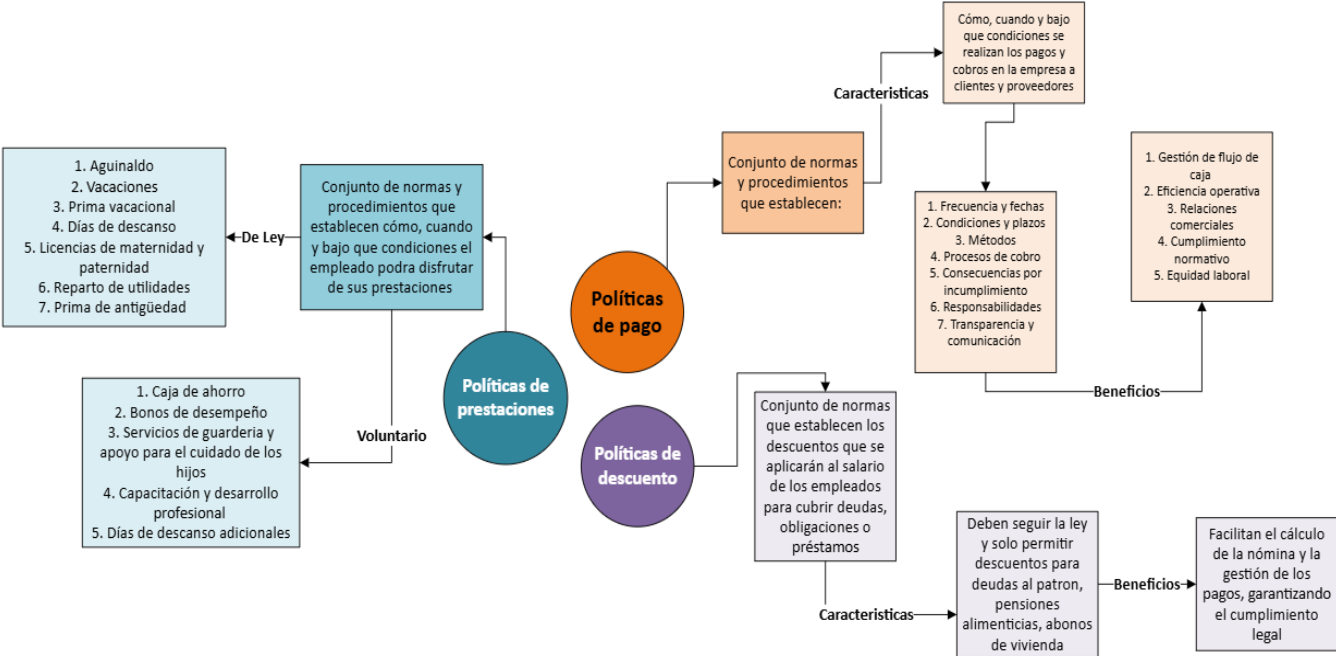 Cómo, cuando y bajo
que condiciones se
realizan los pagos y
cobros en la empresa a
clientes y proveedores
Caracteristicas
Conjunto de normas
y procedimientos
que establecen:
1. Frecuencia y fechas
2. Condiciones y plazos
3. Métodos
4. Procesos de cobro
5. Consecuencias por
incumplimiento
6. Responsabilidades
7. Transparencia y
comunicación
1. Gestión de flujo de
caja
2. Eficiencia operativa
3. Relaciones
comerciales
4. Cumplimiento
normativo
5. Equidad laboral
Beneficios
Políticas
de pago
1. Aguinaldo
2. Vacaciones
3. Prima vacacional
4. Días de descanso
5. Licencias de maternidad y
paternidad
6. Reparto de utilidades
7. Prima de antigüedad
De Ley
Conjunto de normas y
procedimientos que
establecen cómo, cuando
y bajo que condiciones el
empleado podra disfrutar
de sus prestaciones
Políticas de
prestaciones
Voluntario
1. Caja de ahorro
2. Bonos de desempeño
3. Servicios de guarderia y
apoyo para el cuidado de los
hijos
4. Capacitación y desarrollo
profesional
5. Días de descanso adicionales
Políticas de
descuento
Conjunto de normas
que establecen los
descuentos que se
aplicarán al salario
de los empleados
para cubrir deudas,
obligaciones o
préstamos
Caracteristicas
Deben seguir la ley
y solo permitir
descuentos para
deudas al patron,
pensiones
alimenticias, abonos
de vivienda
Beneficios
Facilitan el cálculo
de la nómina y la
gestión de los
pagos, garantizando
el cumplimiento
legal